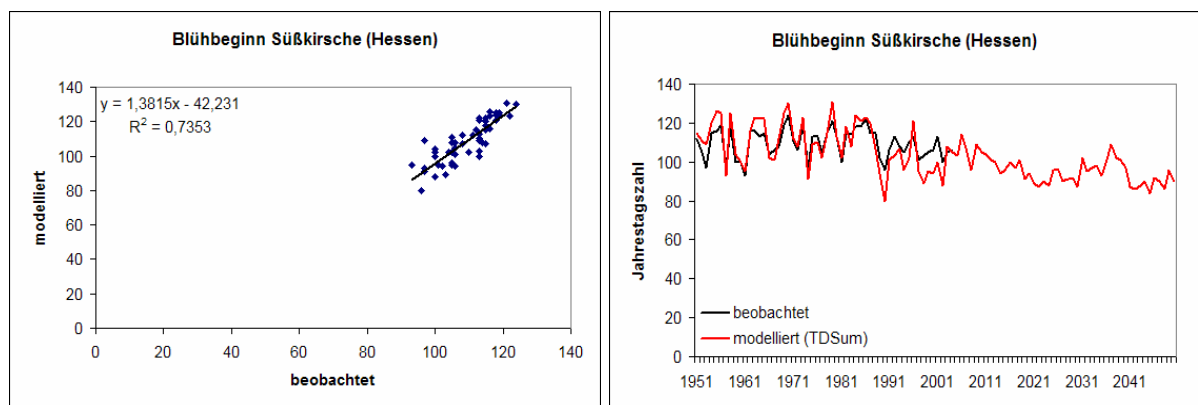 Blühbeginn Süßkirsche (Hessen)
y = 1,3815x - 42,231
R² = 0,7353
modelliert
140
120
100
80
60
40
20
0
0 20 40 60 80 100 120 140
beobachtet
Blühbeginn Süßkirsche (Hessen)
Jahrestagszahl
140
120
100
80
60
40
20
0
beobachtet
modelliert (TDSum)
1951 1961 1971 1981 1991 2001 2011 2021 2031 2041